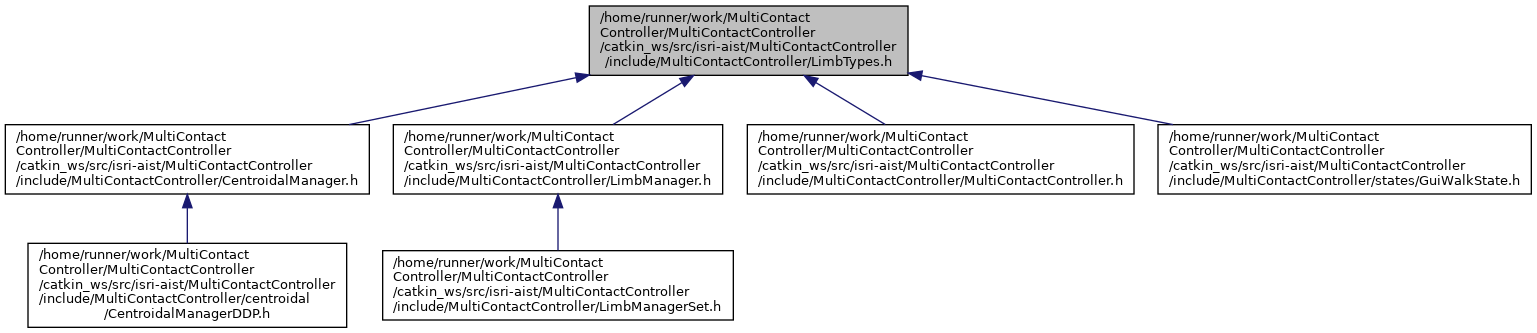 /home/runner/work/MultiContact
Controller/MultiContactController
/catkin_ws/src/isri-aist/MultiContactController
/include/MultiContactController/LimbTypes.h
/home/runner/work/MultiContact
Controller/MultiContactController
/catkin_ws/src/isri-aist/MultiContactController
/include/MultiContactController/CentroidalManager.h
/home/runner/work/MultiContact
Controller/MultiContactController
/catkin_ws/src/isri-aist/MultiContactController
/include/MultiContactController/LimbManager.h
/home/runner/work/MultiContact
Controller/MultiContactController
/catkin_ws/src/isri-aist/MultiContactController
/include/MultiContactController/MultiContactController.h
/home/runner/work/MultiContact
Controller/MultiContactController
/catkin_ws/src/isri-aist/MultiContactController
/include/MultiContactController/states/GuiWalkState.h
/home/runner/work/MultiContact
Controller/MultiContactController
/catkin_ws/src/isri-aist/MultiContactController
/include/MultiContactController/centroidal
/CentroidalManagerDDP.h
/home/runner/work/MultiContact
Controller/MultiContactController
/catkin_ws/src/isri-aist/MultiContactController
/include/MultiContactController/LimbManagerSet.h